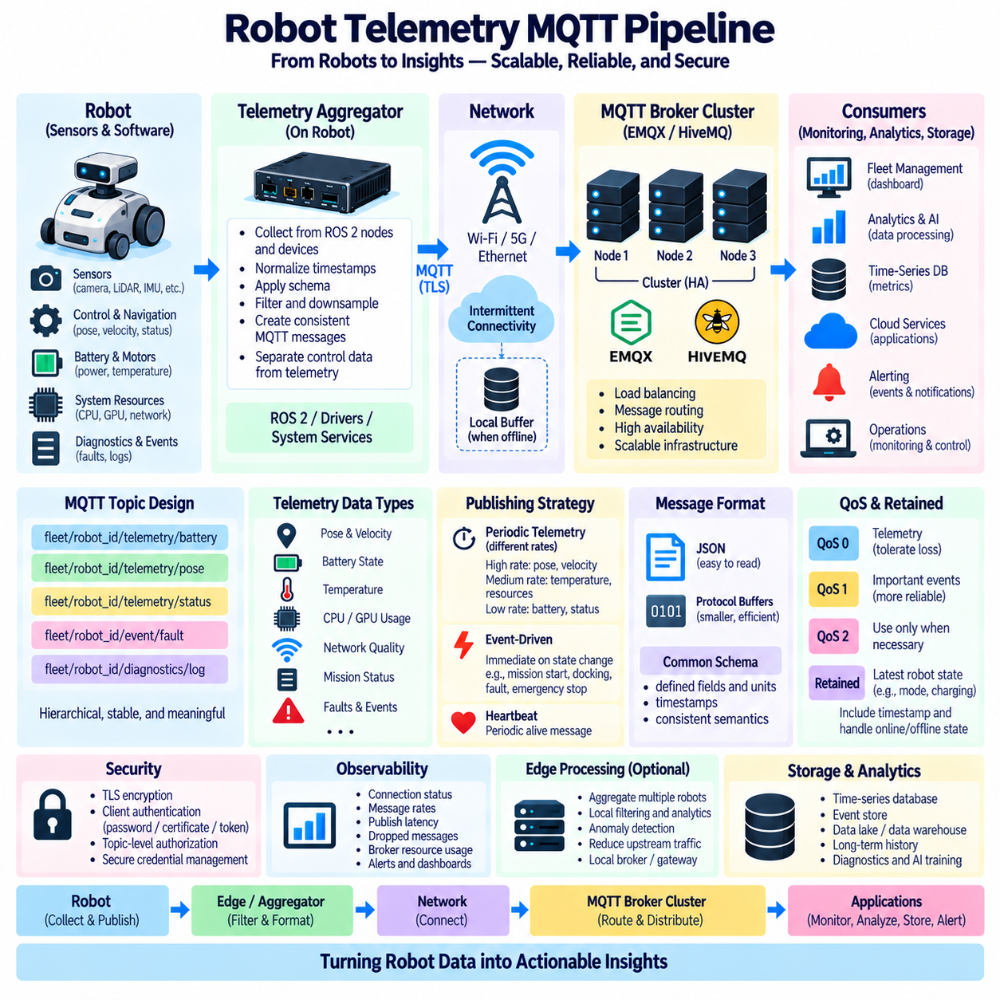 Robot Telemetry MQTT Pipeline
From Robots to Insights — Scalable, Reliable, and Secure
Robot
(Sensors & Software)
Sensors
(camera, LiDAR, IMU, etc.)
Control & Navigation
(pose, velocity, status)
Battery & Motors
(power, temperature)
System Resources
(CPU, GPU, network)
Diagnostics & Events
(faults, logs)
Telemetry Aggregator
(On Robot)
• Collect from ROS 2 nodes
and devices
• Normalize timestamps
• Apply schema
• Filter and downsample
• Create consistent
MQTT messages
• Separate control data
from telemetry
ROS 2 / Drivers /
System Services
MQTT
(TLS)
Network
Wi-Fi / 5G /
Ethernet
Intermittent
Connectivity
Local Buffer
(when offline)
MQTT Broker Cluster
(EMQX / HiveMQ)
Node 1
Node 2
Node 3
Cluster (HA)
EMQX
HiVEMQ
• Load balancing
• Message routing
• High availability
• Scalable infrastructure
Consumers
(Monitoring, Analytics, Storage)
Fleet Management
(dashboard)
Analytics & AI
(data processing)
Time-Series DB
(metrics)
Cloud Services
(applications)
Alerting
(events & notifications)
Operations
(monitoring & control)
MQTT Topic Design
fleet/robot_id/telemetry/battery
fleet/robot_id/telemetry/pose
fleet/robot_id/telemetry/status
fleet/robot_id/event/fault
fleet/robot_id/diagnostics/log
Hierarchical, stable, and meaningful
Telemetry Data Types
Pose & Velocity
Battery State
Temperature
CPU / GPU Usage
Network Quality
Mission Status
Faults & Events
• • •
Publishing Strategy
Periodic Telemetry
(different rates)
High rate: pose, velocity
Medium rate: temperature,
resources
Low rate: battery, status
Event-Driven
Immediate on state change
e.g., mission start, docking,
fault, emergency stop
Heartbeat
Periodic alive message
Message Format
JSON
(easy to read)
0101
Protocol Buffers
(smaller, efficient)
Common Schema
• defined fields and units
• timestamps
• consistent semantics
QoS & Retained
QoS 0
Telemetry
(tolerate loss)
QoS 1
Important events
(more reliable)
QoS 2
Use only when
necessary
Retained
Latest robot state
(e.g., mode, charging)
Include timestamp and
handle online/offline state
Security
• TLS encryption
• Client authentication
(password / certificate / token)
• Topic-level authorization
• Secure credential management
Observability
• Connection status
• Message rates
• Publish latency
• Dropped messages
• Broker resource usage
• Alerts and dashboards
Edge Processing (Optional)
• Aggregate multiple robots
• Local filtering and analytics
• Anomaly detection
• Reduce upstream traffic
• Local broker / gateway
Storage & Analytics
• Time-series database
• Event store
• Data lake / data warehouse
• Long-term history
• Diagnostics and AI training
Robot
(Collect & Publish)
Edge / Aggregator
(Filter & Format)
Network
(Connect)
MQTT Broker Cluster
(Route & Distribute)
Applications
(Monitor, Analyze, Store, Alert)
Turning Robot Data into Actionable Insights